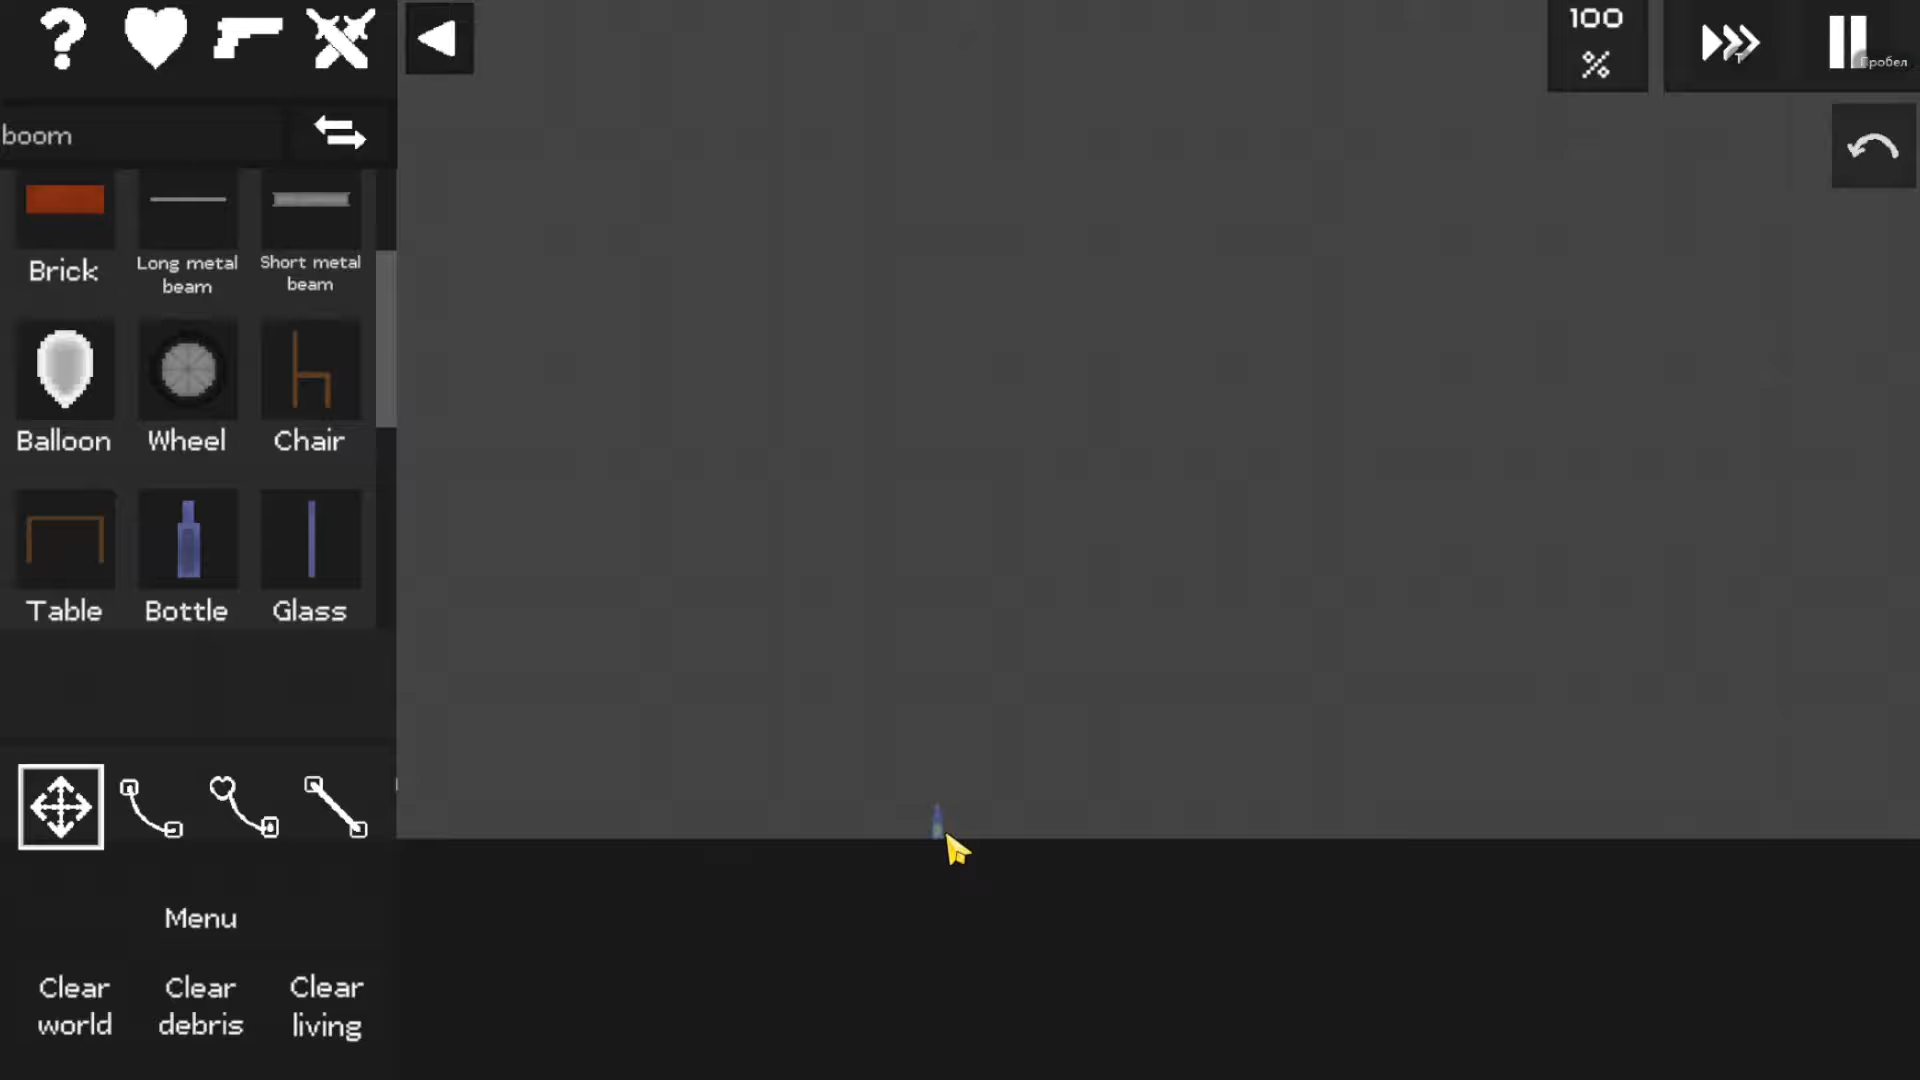 100
%
T
Пробел
boom
Brick
Long metal
beam
Short metal
beam
Balloon
Wheel
Chair
Table
Bottle
Glass
Menu
Clear
world
Clear
debris
Clear
living